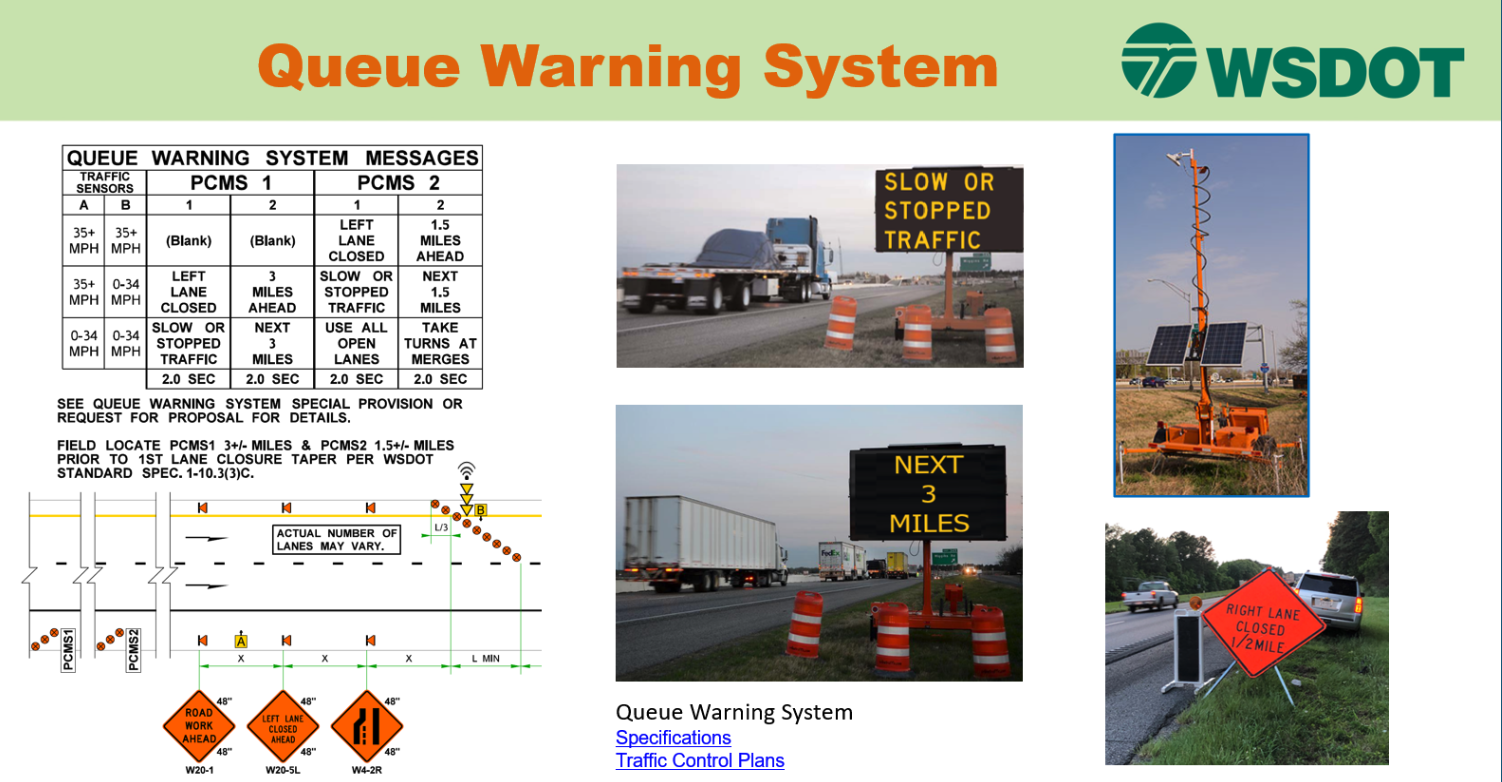 Queue Warning System
WSDOT
QUEUE WARNING SYSTEM MESSAGES
TRAFFIC SENSORS PCMS 1 PCMS 2
A B 1 2 1 2
35+ MPH 35+ MPH (Blank) (Blank) LEFT LANE CLOSED 1.5 MILES AHEAD
35+ MPH 0-34 MPH LEFT LANE CLOSED 3 MILES AHEAD SLOW OR STOPPED TRAFFIC NEXT 1.5 MILES
0-34 MPH 0-34 MPH SLOW OR STOPPED TRAFFIC NEXT 3 MILES USE ALL OPEN LANES TAKE TURNS AT MERGES
2.0 SEC 2.0 SEC 2.0 SEC 2.0 SEC
SEE QUEUE WARNING SYSTEM SPECIAL PROVISION OR
REQUEST FOR PROPOSAL FOR DETAILS.
FIELD LOCATE PCMS1 3+/- MILES & PCMS2 1.5+/- MILES
PRIOR TO 1ST LANE CLOSURE TAPER PER WSDOT
STANDARD SPEC. 1-10.3(3)C.
B
L/3
ACTUAL NUMBER OF
LANES MAY VARY.
PCMS1
PCMS2
A
X X X L MIN
48" 48" 48"
ROAD
WORK
AHEAD
LEFT LANE
CLOSED
AHEAD
48" 48" 48"
W20-1 W20-5L W4-2R
SLOW OR
STOPPED
TRAFFIC
NEXT
3
MILES
FedEx
Queue Warning System
Specifications
Traffic Control Plans
RIGHT LANE
CLOSED
1/2 MILE